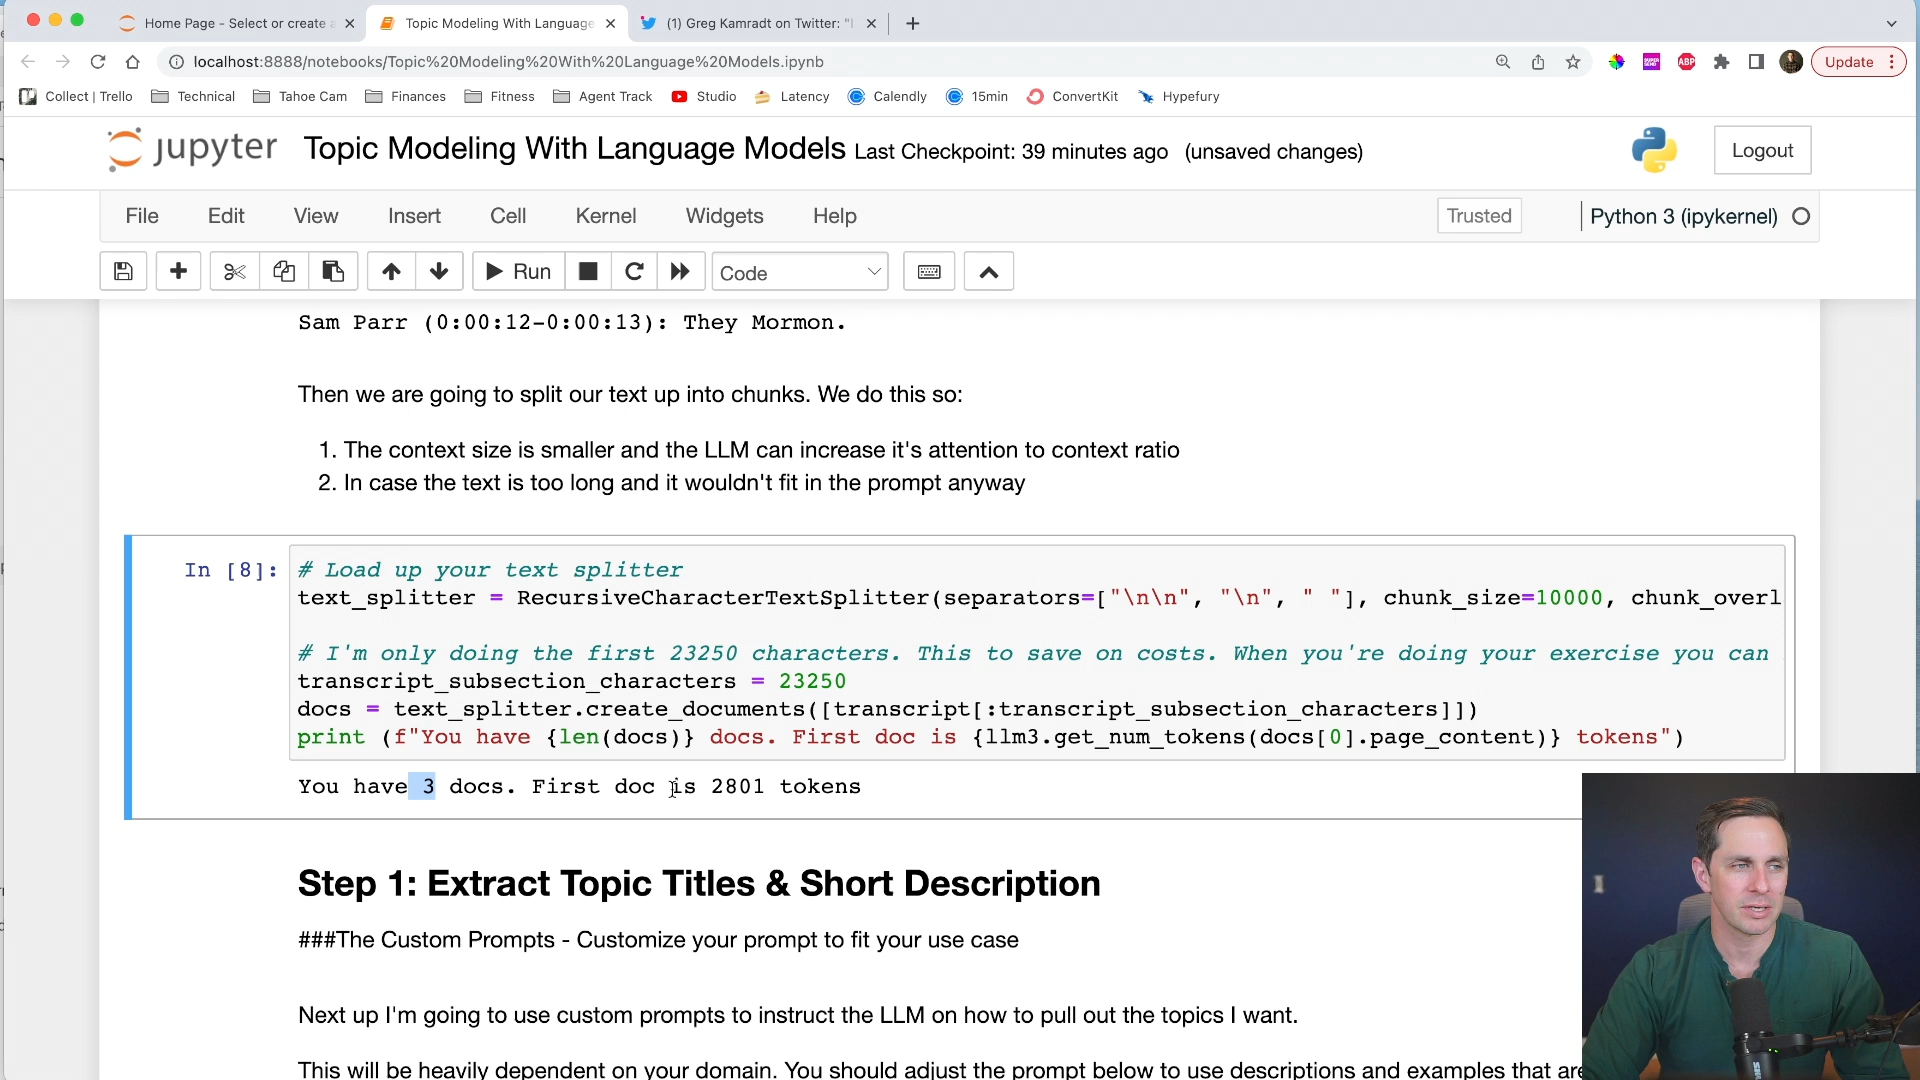 Home Page - Select or create a
Topic Modeling With Language
(1) Greg Kamradt on Twitter: "I
localhost:8888/notebooks/Topic%20Modeling%20With%20Language%20Models.ipynb
ABP
Update
Collect | Trello
Technical
Tahoe Cam
Finances
Fitness
Agent Track
Studio
Latency
Calendly
15min
ConvertKit
Hypefury
jupyter
Topic Modeling With Language Models Last Checkpoint: 39 minutes ago (unsaved changes)
Logout
File Edit View Insert Cell Kernel Widgets Help
Trusted
Python 3 (ipykernel)
Run
Code
Sam Parr (0:00:12-0:00:13): They Mormon.
Then we are going to split our text up into chunks. We do this so:
1. The context size is smaller and the LLM can increase it's attention to context ratio
2. In case the text is too long and it wouldn't fit in the prompt anyway
In [8]:
# Load up your text splitter
text_splitter = RecursiveCharacterTextSplitter(separators=["\n\n", "\n", " "], chunk_size=10000, chunk_overl
# I'm only doing the first 23250 characters. This to save on costs. When you're doing your exercise you can
transcript_subsection_characters = 23250
docs = text_splitter.create_documents([transcript[:transcript_subsection_characters]])
print (f"You have {len(docs)} docs. First doc is {llm3.get_num_tokens(docs[0].page_content)} tokens")
You have 3 docs. First doc is 2801 tokens
Step 1: Extract Topic Titles & Short Description
###The Custom Prompts - Customize your prompt to fit your use case
Next up I'm going to use custom prompts to instruct the LLM on how to pull out the topics I want.
This will be heavily dependent on your domain. You should adjust the prompt below to use descriptions and examples that are